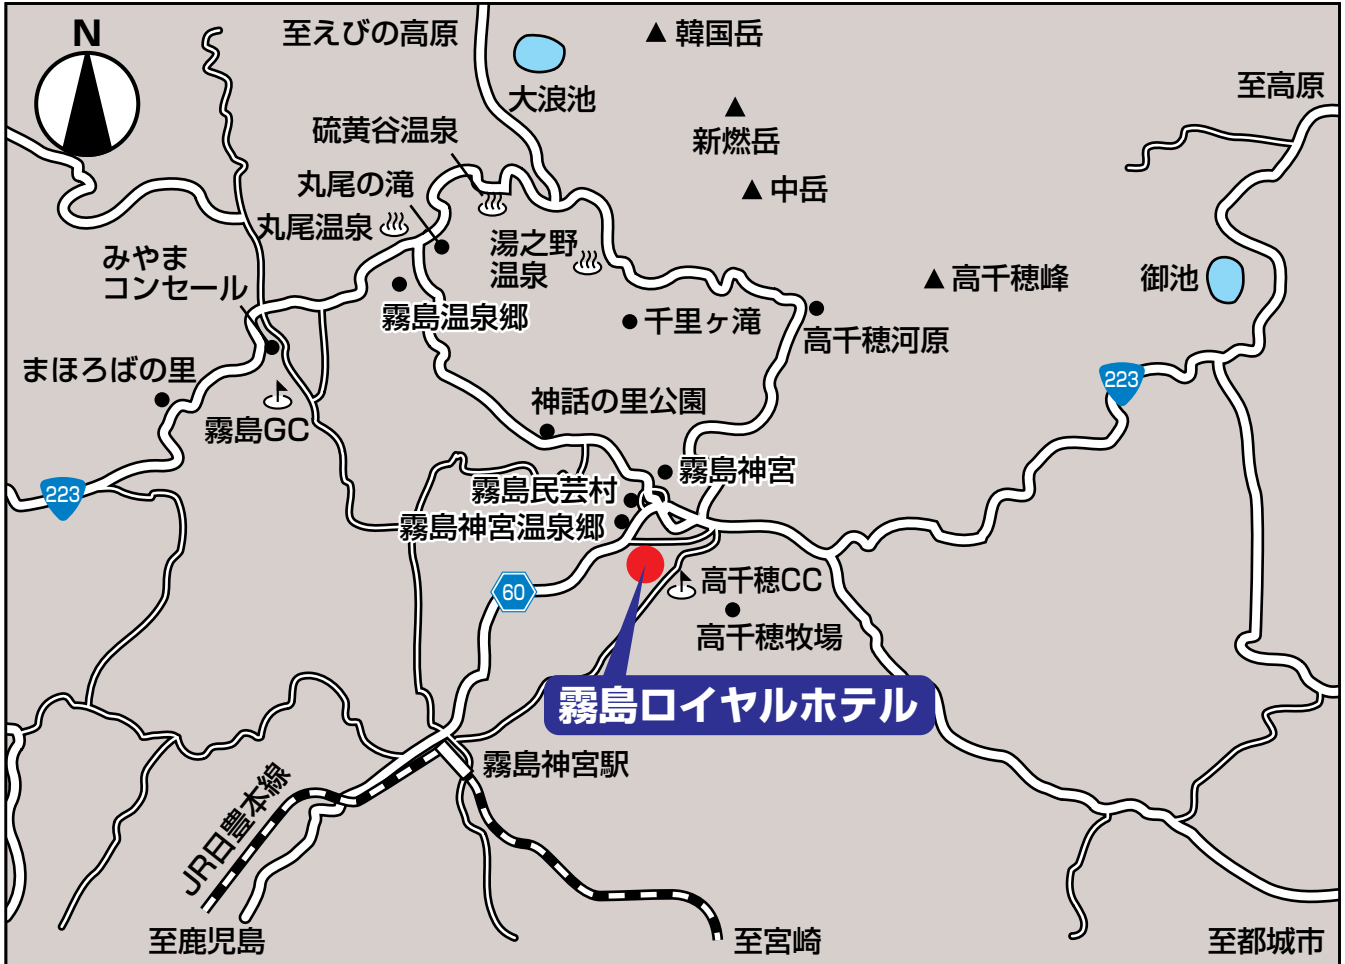 N
至えびの高原
▲韓国岳
大浪池
至高原
新燃岳
硫黄谷温泉
丸尾の滝
▲中岳
丸尾温泉
湯之野
温泉
みやま
コンセール
▲高千穂峰
御池
霧島温泉郷
千里ヶ滝
高千穂河原
まほろばの里
223
霧島GC
神話の里公園
霧島神宮
霧島民芸村
223
霧島神宮温泉郷
60
高千穂CC
高千穂牧場
霧島ロイヤルホテル
霧島神宮駅
JR日豊本線
至鹿児島
至宮崎
至都城市